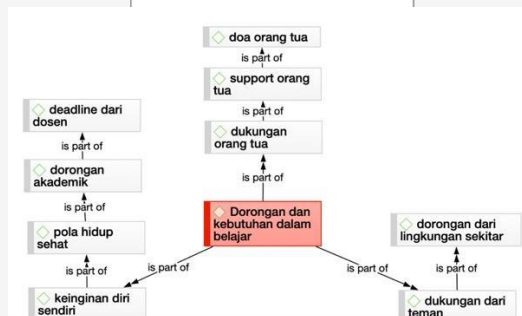 doa orang tua
is part of
support orang
tua
is part of
dukungan
orang tua
is part of
deadline dari
dosen
is part of
dorongan
akademik
is part of
pola hidup
sehat
is part of
keinginan diri
sendiri
Dorongan dan
kebutuhan dalam
belajar
is part of
is part of
dorongan dari
lingkungan sekitar
is part of
dukungan dari
teman